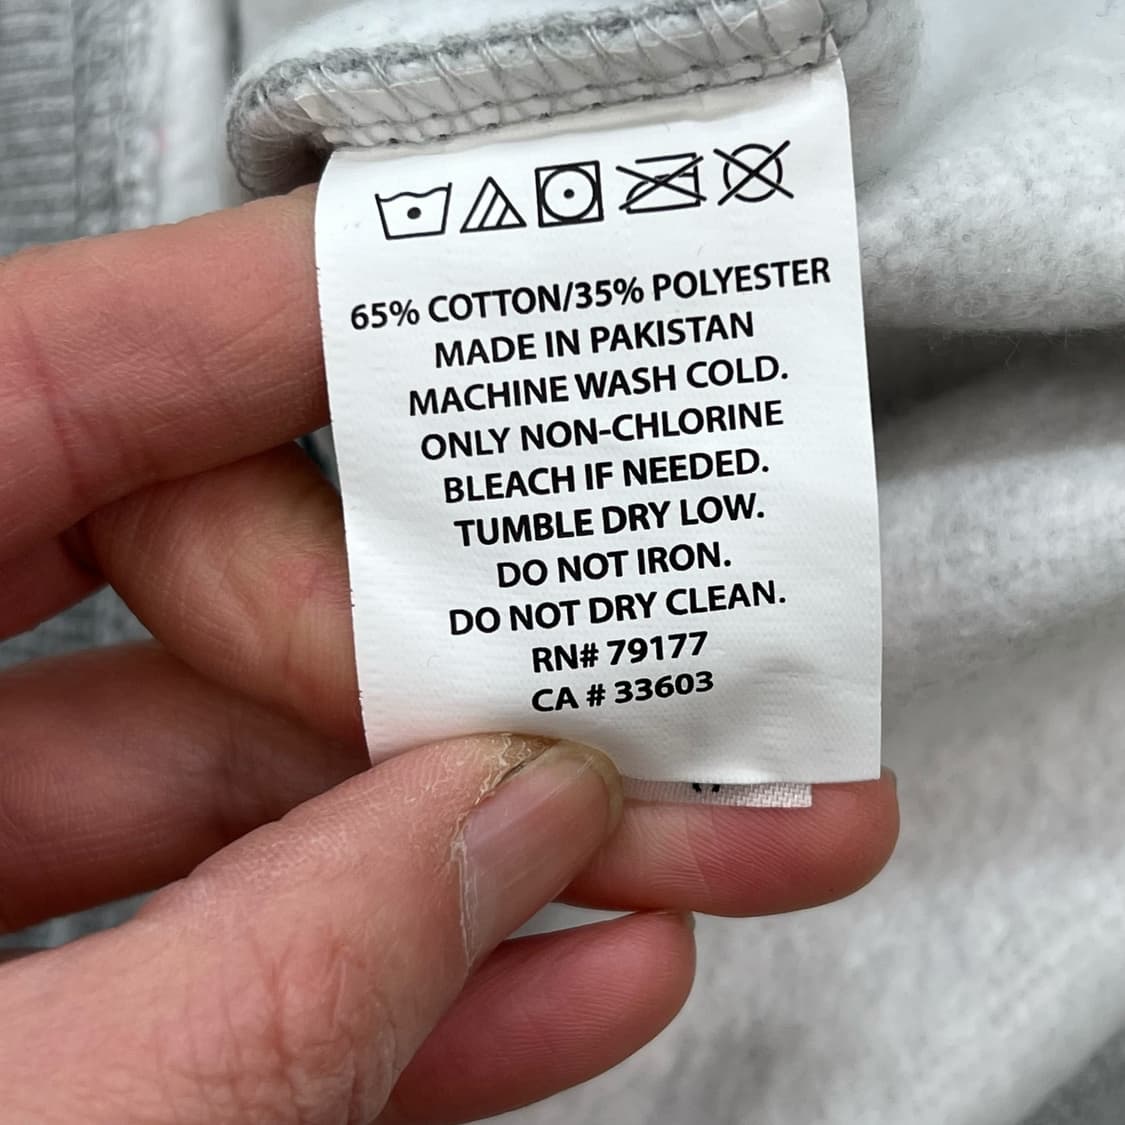 65% COTTON/35% POLYESTER
MADE IN PAKISTAN
MACHINE WASH COLD.
ONLY NON-CHLORINE
BLEACH IF NEEDED.
TUMBLE DRY LOW.
DO NOT IRON.
DO NOT DRY CLEAN.
RN# 79177
CA # 33603